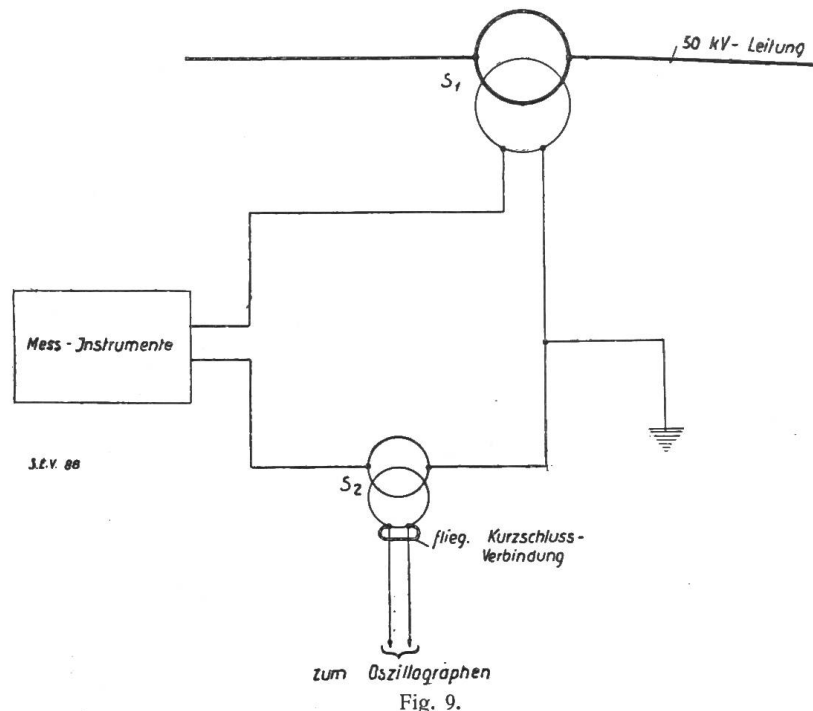 50 kV- Leitung
S1
Mess - Instrumente
S.E.V. 88
S2
flieg. Kurzschluss-
Verbindung
zum Oszillographen
Fig. 9.